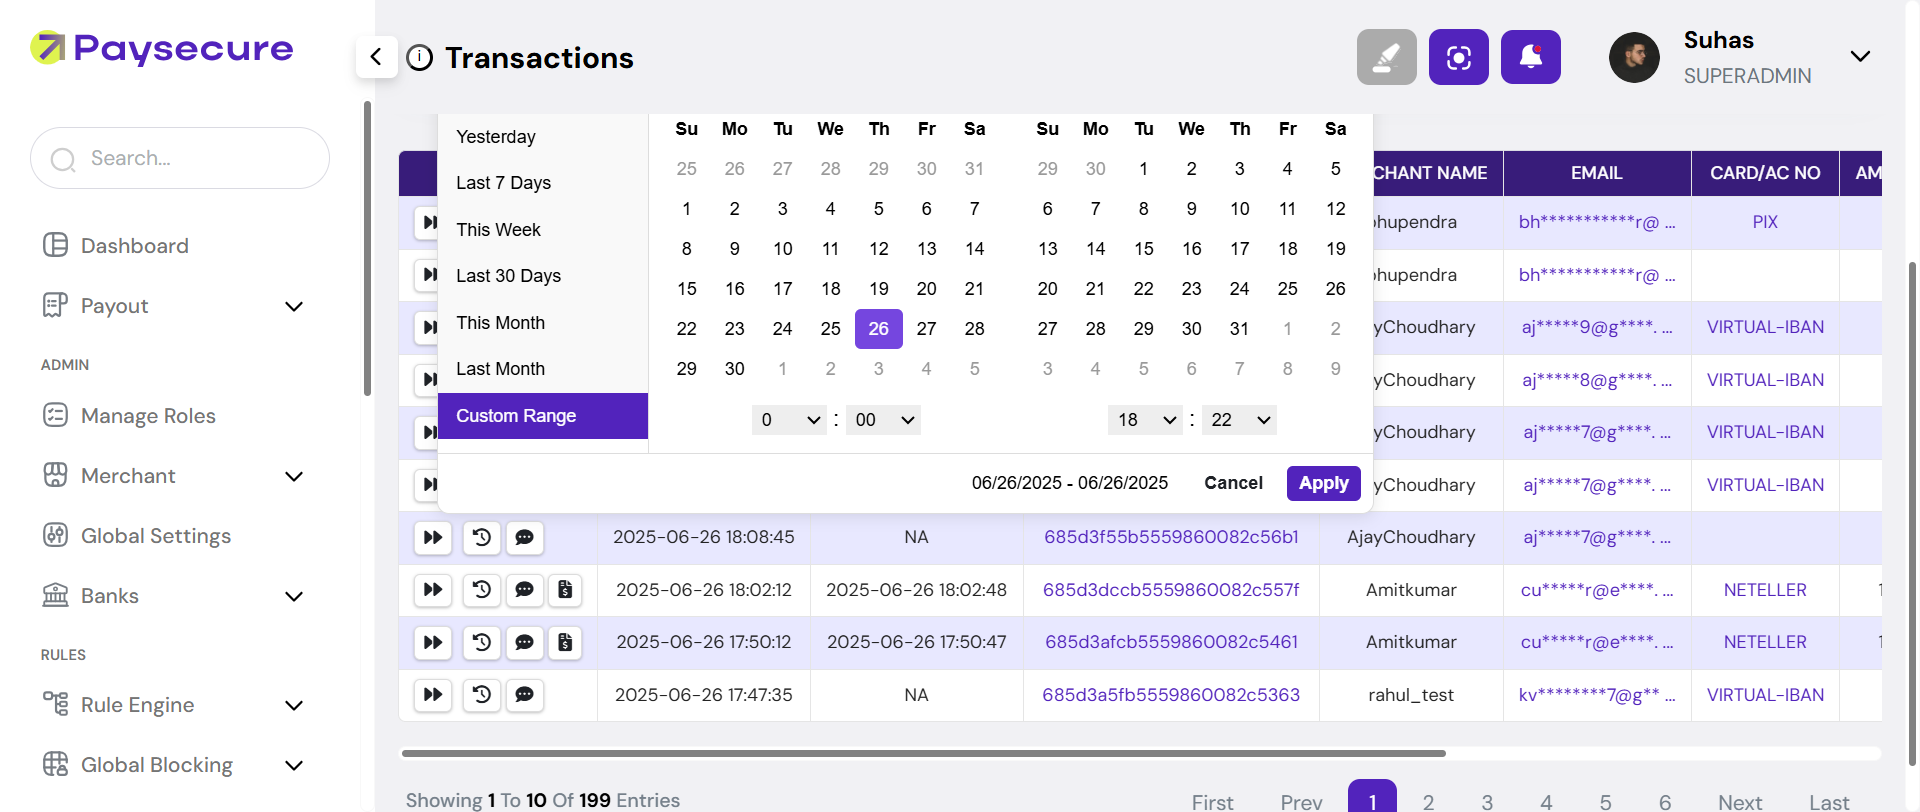 Paysecure
Transactions
Suhas
SUPERADMIN
Search...
Dashboard
Payout
ADMIN
Manage Roles
Merchant
Global Settings
Banks
RULES
Rule Engine
Global Blocking
Yesterday
Last 7 Days
This Week
Last 30 Days
This Month
Last Month
Custom Range
Su Mo Tu We Th Fr Sa
25 26 27 28 29 30 31
1 2 3 4 5 6 7
8 9 10 11 12 13 14
15 16 17 18 19 20 21
22 23 24 25 26 27 28
29 30 1 2 3 4 5
0 : 00
Su Mo Tu We Th Fr Sa
29 30 1 2 3 4 5
6 7 8 9 10 11 12
13 14 15 16 17 18 19
20 21 22 23 24 25 26
27 28 29 30 31 1 2
3 4 5 6 7 8 9
18 : 22
06/26/2025 - 06/26/2025 Cancel Apply
CHANT NAME EMAIL CARD/AC NO AM
hupendra bh***********r@ ... PIX
hupendra bh***********r@ ...
yChoudhary aj*****9@g****. ... VIRTUAL-IBAN
yChoudhary aj*****8@g****. ... VIRTUAL-IBAN
yChoudhary aj*****7@g****. ... VIRTUAL-IBAN
yChoudhary aj*****7@g****. ... VIRTUAL-IBAN
2025-06-26 18:08:45 NA 685d3f55b5559860082c56b1 AjayChoudhary aj*****7@g****. ...
2025-06-26 18:02:12 2025-06-26 18:02:48 685d3dccb5559860082c557f Amitkumar cu*****r@e****. ... NETELLER 1
2025-06-26 17:50:12 2025-06-26 17:50:47 685d3afcb5559860082c5461 Amitkumar cu*****r@e****. ... NETELLER 1
2025-06-26 17:47:35 NA 685d3a5fb5559860082c5363 rahul_test kv********7@g** ... VIRTUAL-IBAN
Showing 1 To 10 Of 199 Entries
First Prev 1 2 3 4 5 6 Next Last